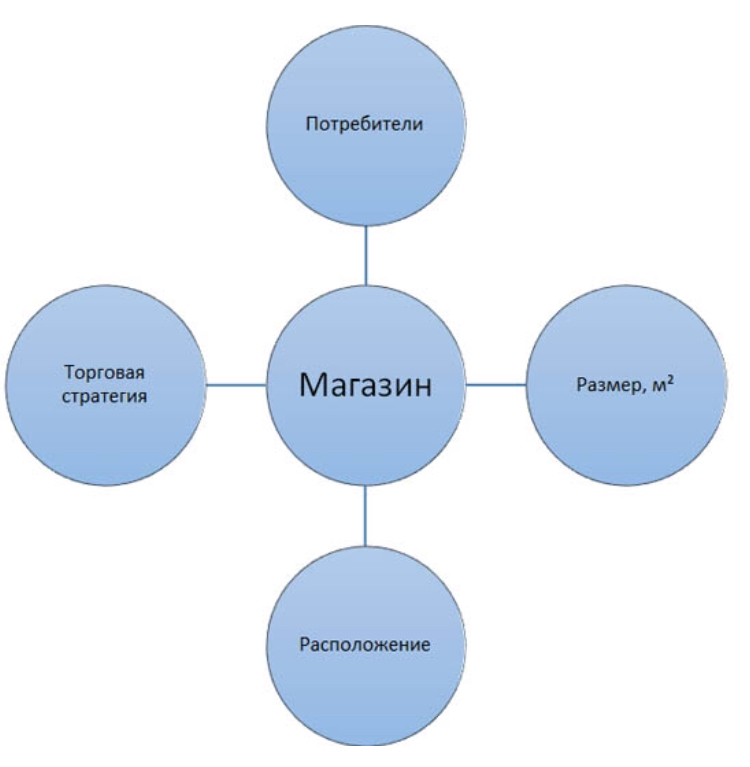 Потребители
Торговая
стратегия
Магазин
Размер, м²
Расположение